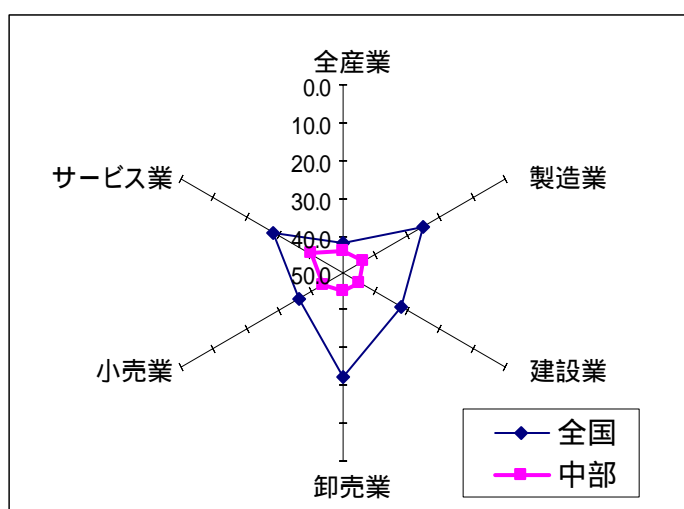 全産業
0.0
10.0
20.0
30.0
40.0
50.0
サービス業
製造業
小売業
建設業
卸売業
全国
中部